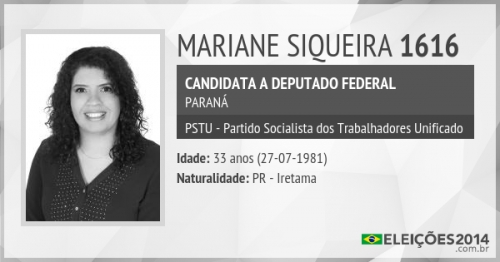 MARIANE SIQUEIRA 1616
CANDIDATA A DEPUTADO FEDERAL
PARANÁ
PSTU - Partido Socialista dos Trabalhadores Unificado
Idade: 33 anos (27-07-1981)
Naturalidade: PR - Iretama
ELEIÇÕES2014
.com.br